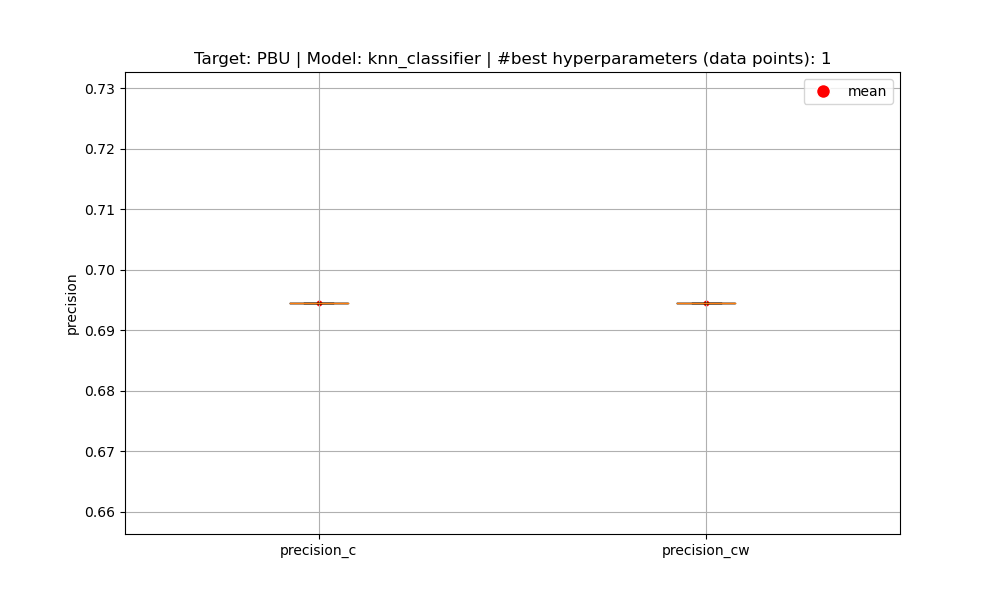 Target: PBU | Model: knn_classifier | #best hyperparameters (data points): 1
mean
0.73
0.72
0.71
0.70
0.69
0.68
0.67
0.66
precision
precision_c
precision_cw